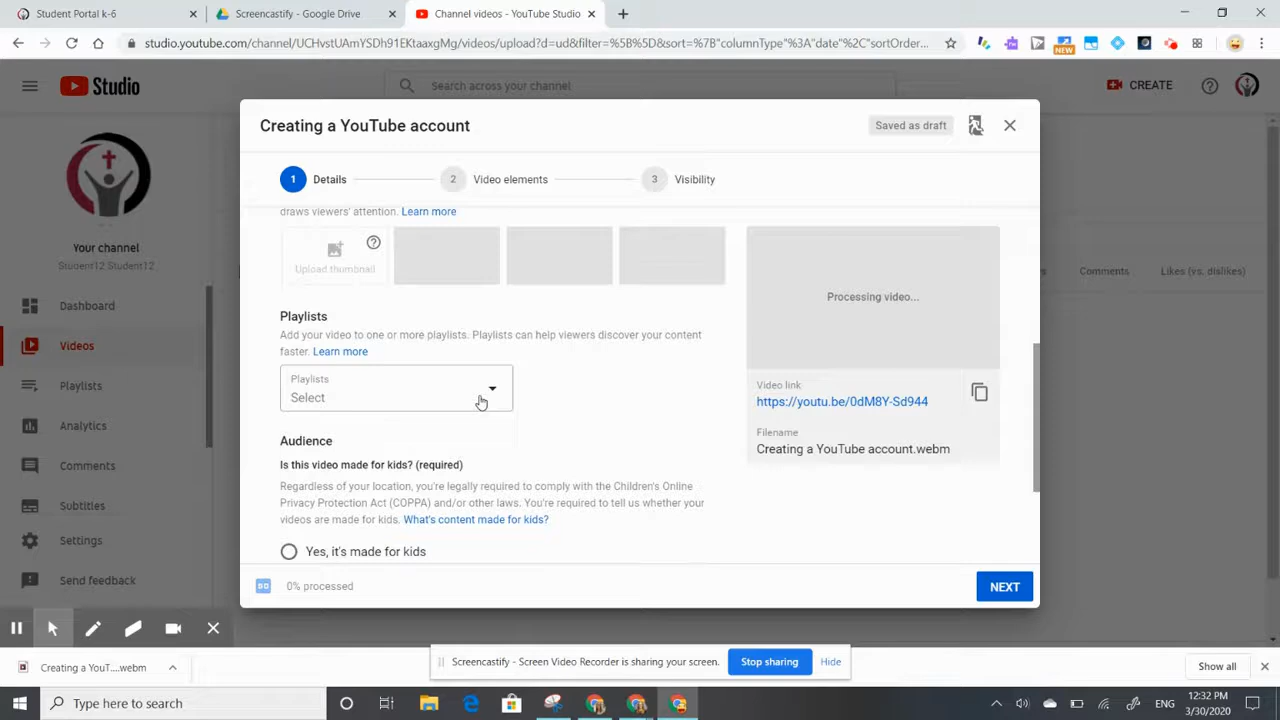 Student Portal k-6
Screencastify - Google Drive
Channel videos - YouTube Studio
studio.youtube.com/channel/
/videos/upload?d=ud&filter=%5B%5D&sort=%7B"columnType"%3A"date"%2C"sortOrder...
NEW
Studio
Search across your channel
CREATE
Creating a YouTube account
Saved as draft
1 Details
2 Video elements
3 Visibility
draws viewers' attention. Learn more
Upload thumbnail
Processing video...
Your channel
Student12 Student12
Comments
Likes (vs. dislikes)
Dashboard
Videos
Playlists
Analytics
Comments
Subtitles
Settings
Send feedback
Playlists
Add your video to one or more playlists. Playlists can help viewers discover your content
faster. Learn more
Playlists
Select
Video link
https://youtu.be/0dM8Y-Sd944
Filename
Creating a YouTube account.webm
Audience
Is this video made for kids? (required)
Regardless of your location, you're legally required to comply with the Children's Online
Privacy Protection Act (COPPA) and/or other laws. You're required to tell us whether your
videos are made for kids. What's content made for kids?
Yes, it's made for kids
SD
0% processed
NEXT
Creating a YouT....webm
Screencastify - Screen Video Recorder is sharing your screen.
Stop sharing
Hide
Show all
Type here to search
ENG
12:32 PM
3/30/2020